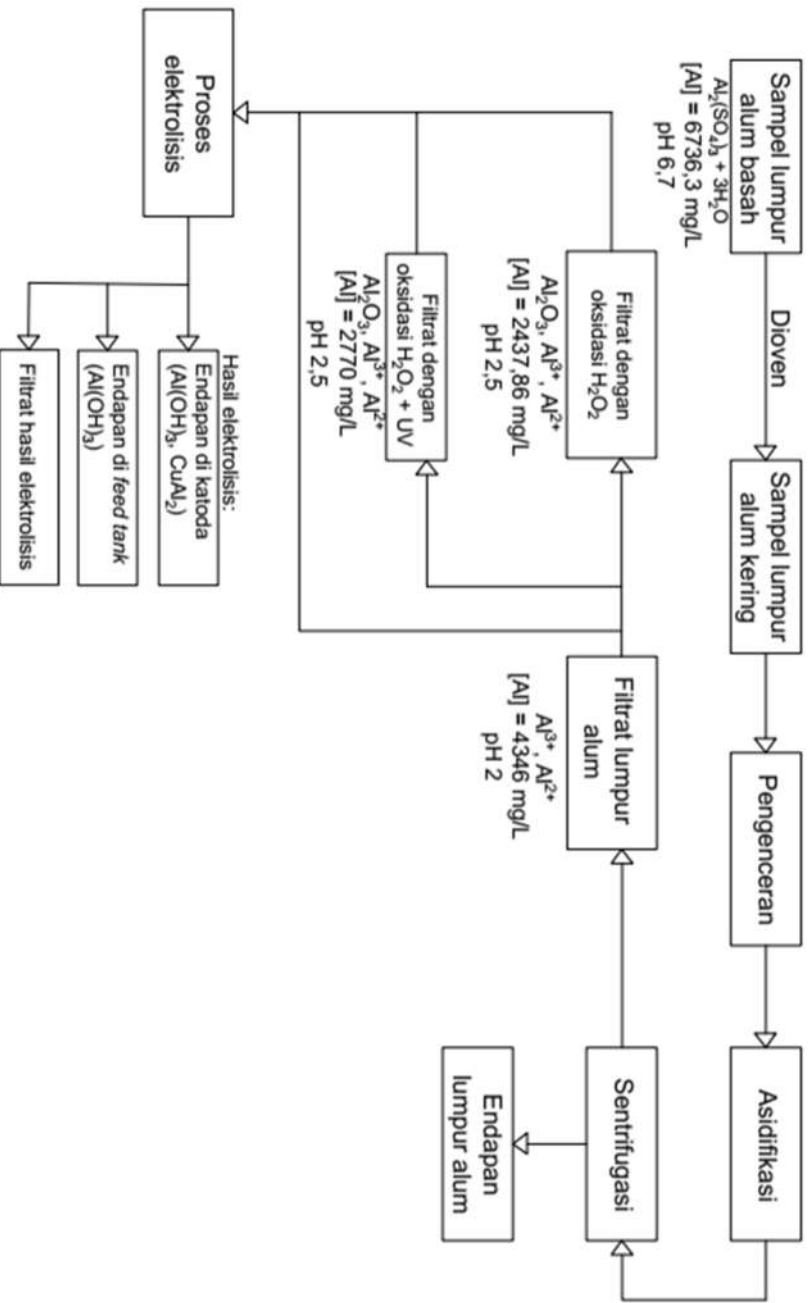 Sampel lumpur
alum basah
Al₂(SO₄)₃ + 3H₂O
[Al] = 6736,3 mg/L
pH 6,7
Dioven
Sampel lumpur
alum kering
Pengenceran
Asidifikasi
Sentrifugasi
Endapan
lumpur alum
Filtrat lumpur
alum
Al³⁺, Al²⁺
[Al] = 4346 mg/L
pH 2
Filtrat dengan
oksidasi H₂O₂
Al₂O₃, Al³⁺, Al²⁺
[Al] = 2437,86 mg/L
pH 2,5
Filtrat dengan
oksidasi H₂O₂ + UV
Al₂O₃, Al³⁺, Al²⁺
[Al] = 2770 mg/L
pH 2,5
Proses
elektrolisis
Hasil elektrolisis:
Endapan di katoda
(Al(OH)₃, CuAl₂)
Endapan di feed tank
(Al(OH)₃)
Filtrat hasil elektrolisis